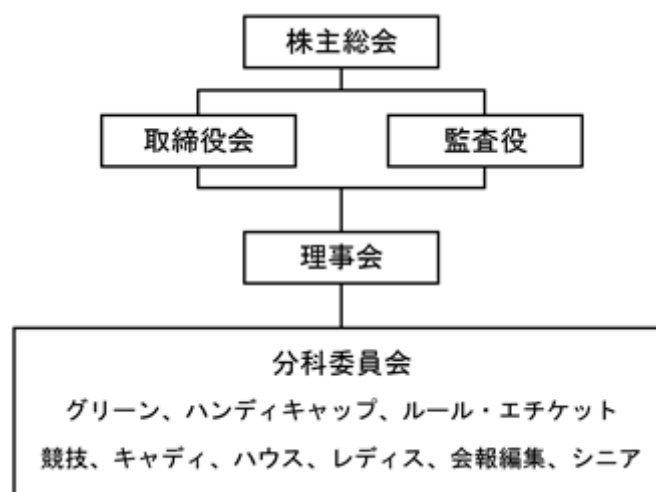 株主総会
取締役会
監査役
理事会
分科委員会
グリーン、ハンディキャップ、ルール・エチケット
競技、キャディ、ハウス、レディス、会報編集、シニア